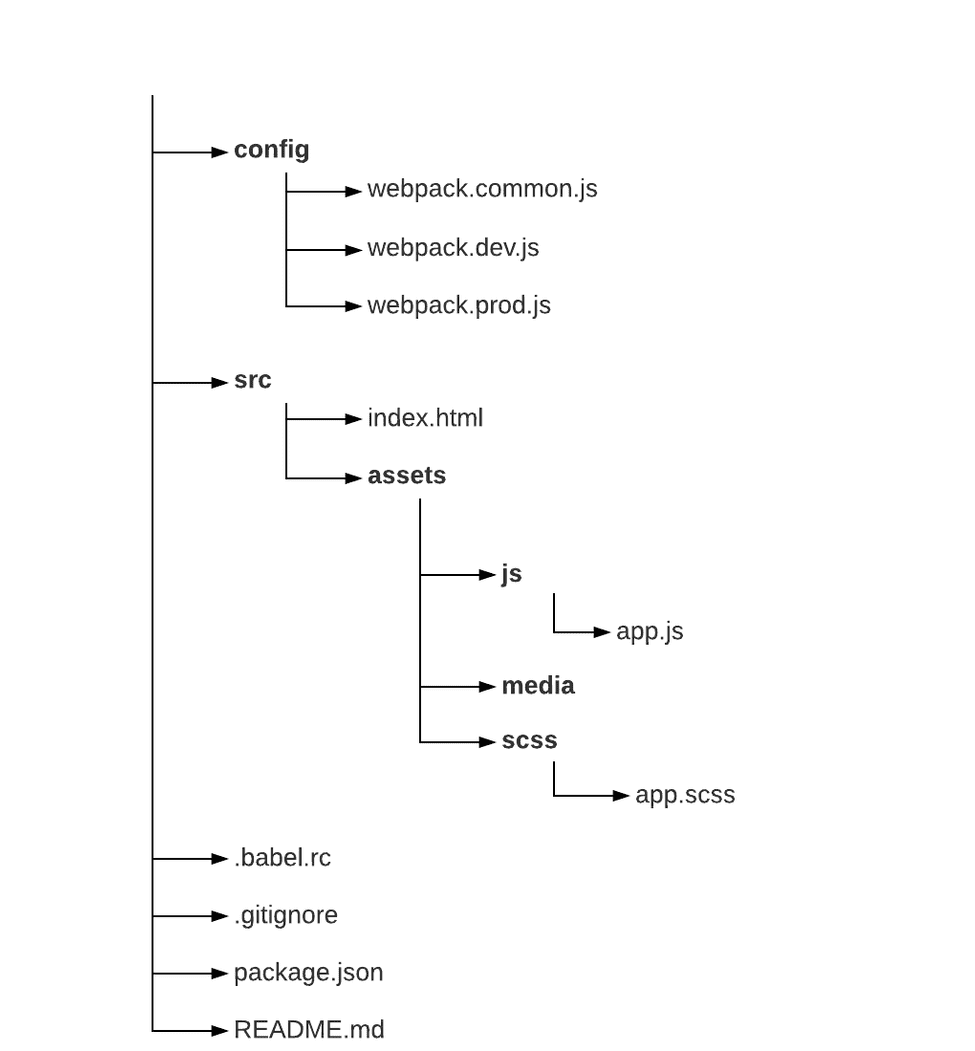 config
webpack.common.js
webpack.dev.js
webpack.prod.js
src
index.html
assets
js
app.js
media
scss
app.scss
.babel.rc
.gitignore
package.json
README.md